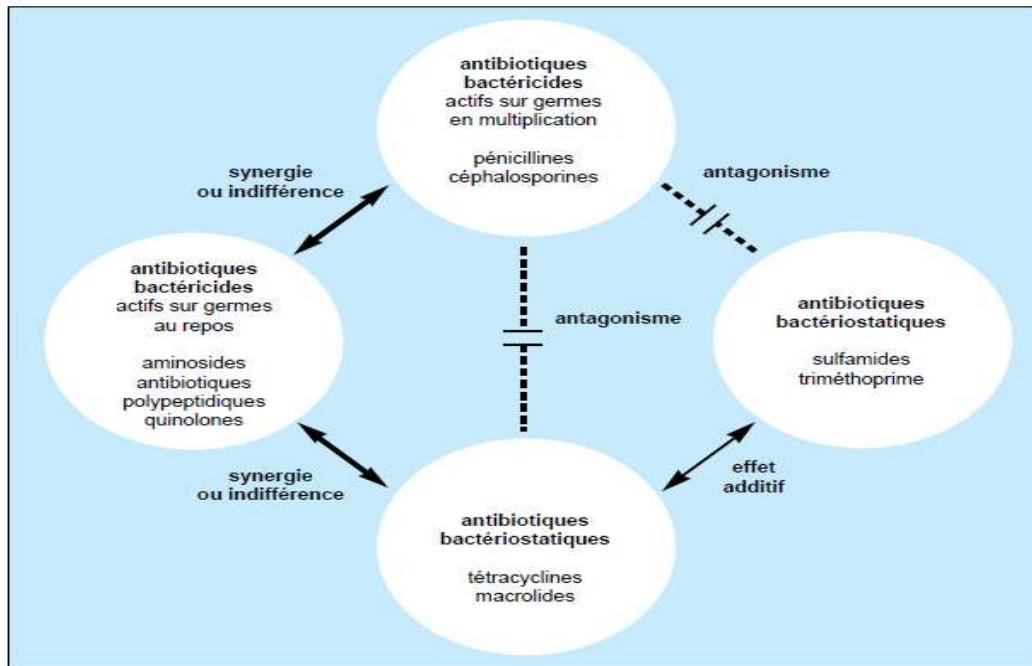 antibiotiques
bactéricides
actifs sur germes
en multiplication
pénicillines
céphalosporines
synergie
ou indifférence
antagonisme
antibiotiques
bactéricides
actifs sur germes
au repos
aminosides
antibiotiques
polypeptidiques
quinolones
antagonisme
antibiotiques
bactériostatiques
sulfamides
triméthoprime
synergie
ou indifférence
effet
additif
antibiotiques
bactériostatiques
tétracyclines
macrolides